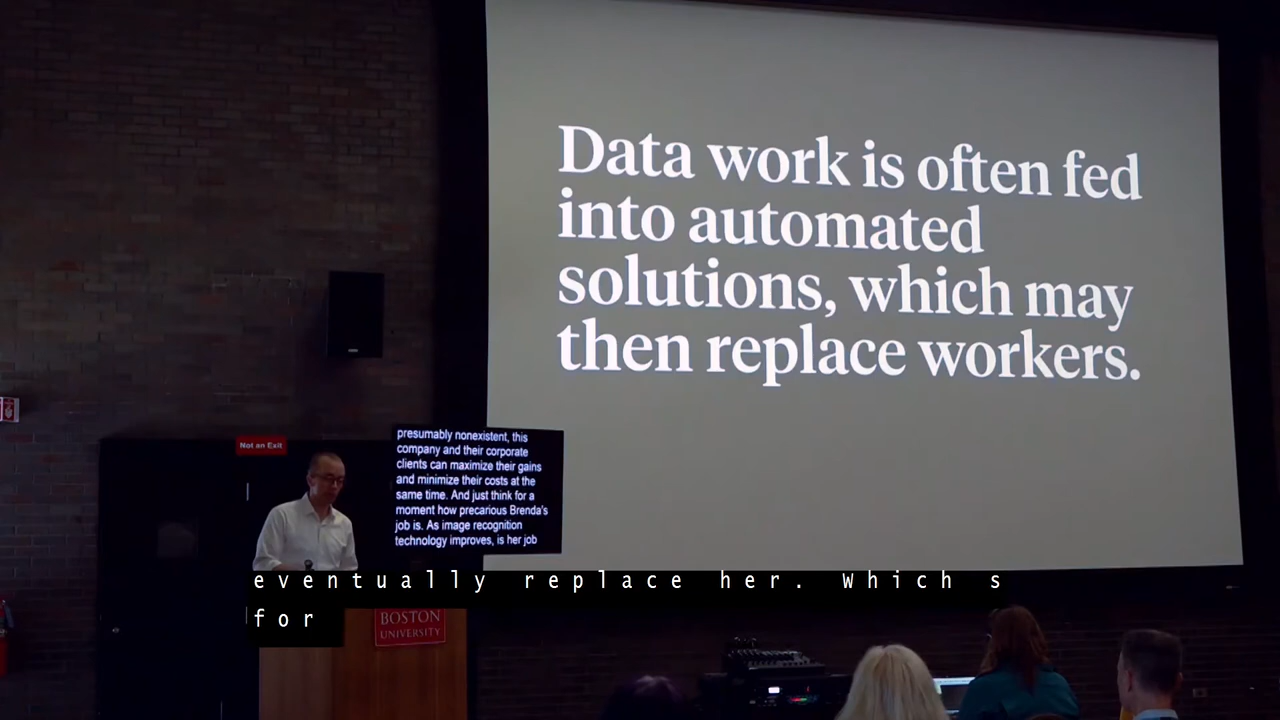 Data work is often fed
into automated
solutions, which may
then replace workers.
Not an Exit
presumably nonexistent, this
company and their corporate
clients can maximize their gains
and minimize their costs at the
same time. And just think for a
moment how precarious Brenda's
job is. As image recognition
technology improves, is her job
eventually replace her. Which s
for
BOSTON
UNIVERSITY